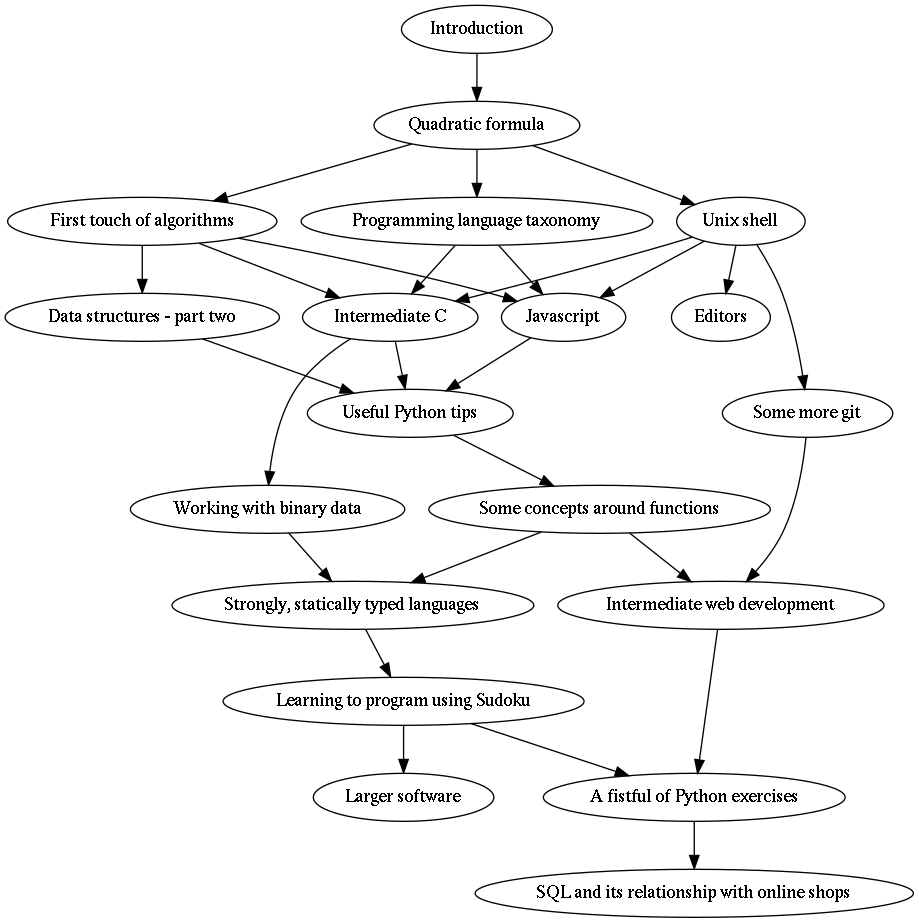 Introduction
Quadratic formula
First touch of algorithms
Programming language taxonomy
Unix shell
Data structures - part two
Intermediate C
Javascript
Editors
Useful Python tips
Some more git
Working with binary data
Some concepts around functions
Strongly, statically typed languages
Intermediate web development
Learning to program using Sudoku
Larger software
A fistful of Python exercises
SQL and its relationship with online shops